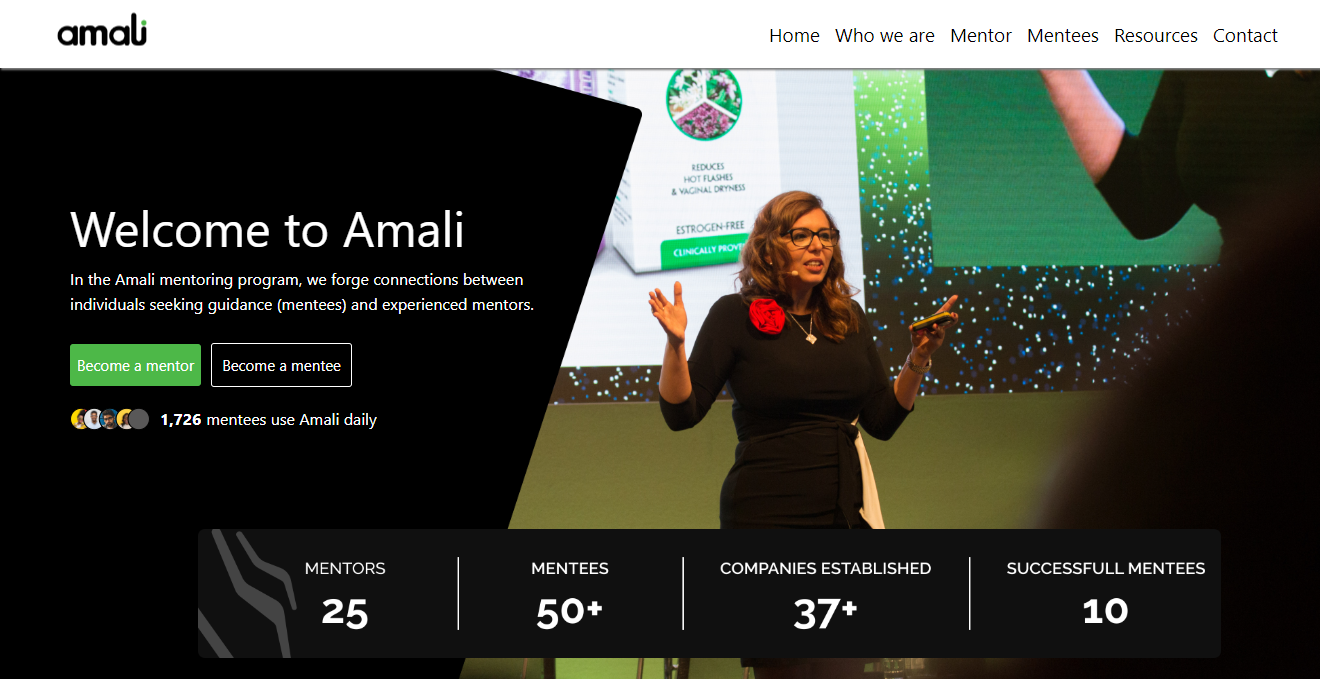 amali
Home Who we are Mentor Mentees Resources Contact
REDUCES
HOT FLASHES
& VAGINAL DRYNESS
ESTROGEN-FREE
CLINICALLY
Welcome to Amali
In the Amali mentoring program, we forge connections between
individuals seeking guidance (mentees) and experienced mentors.
Become a mentor Become a mentee
1,726 mentees use Amali daily
MENTORS MENTEES COMPANIES ESTABLISHED SUCCESSFULL MENTEES
25 50+ 37+ 10